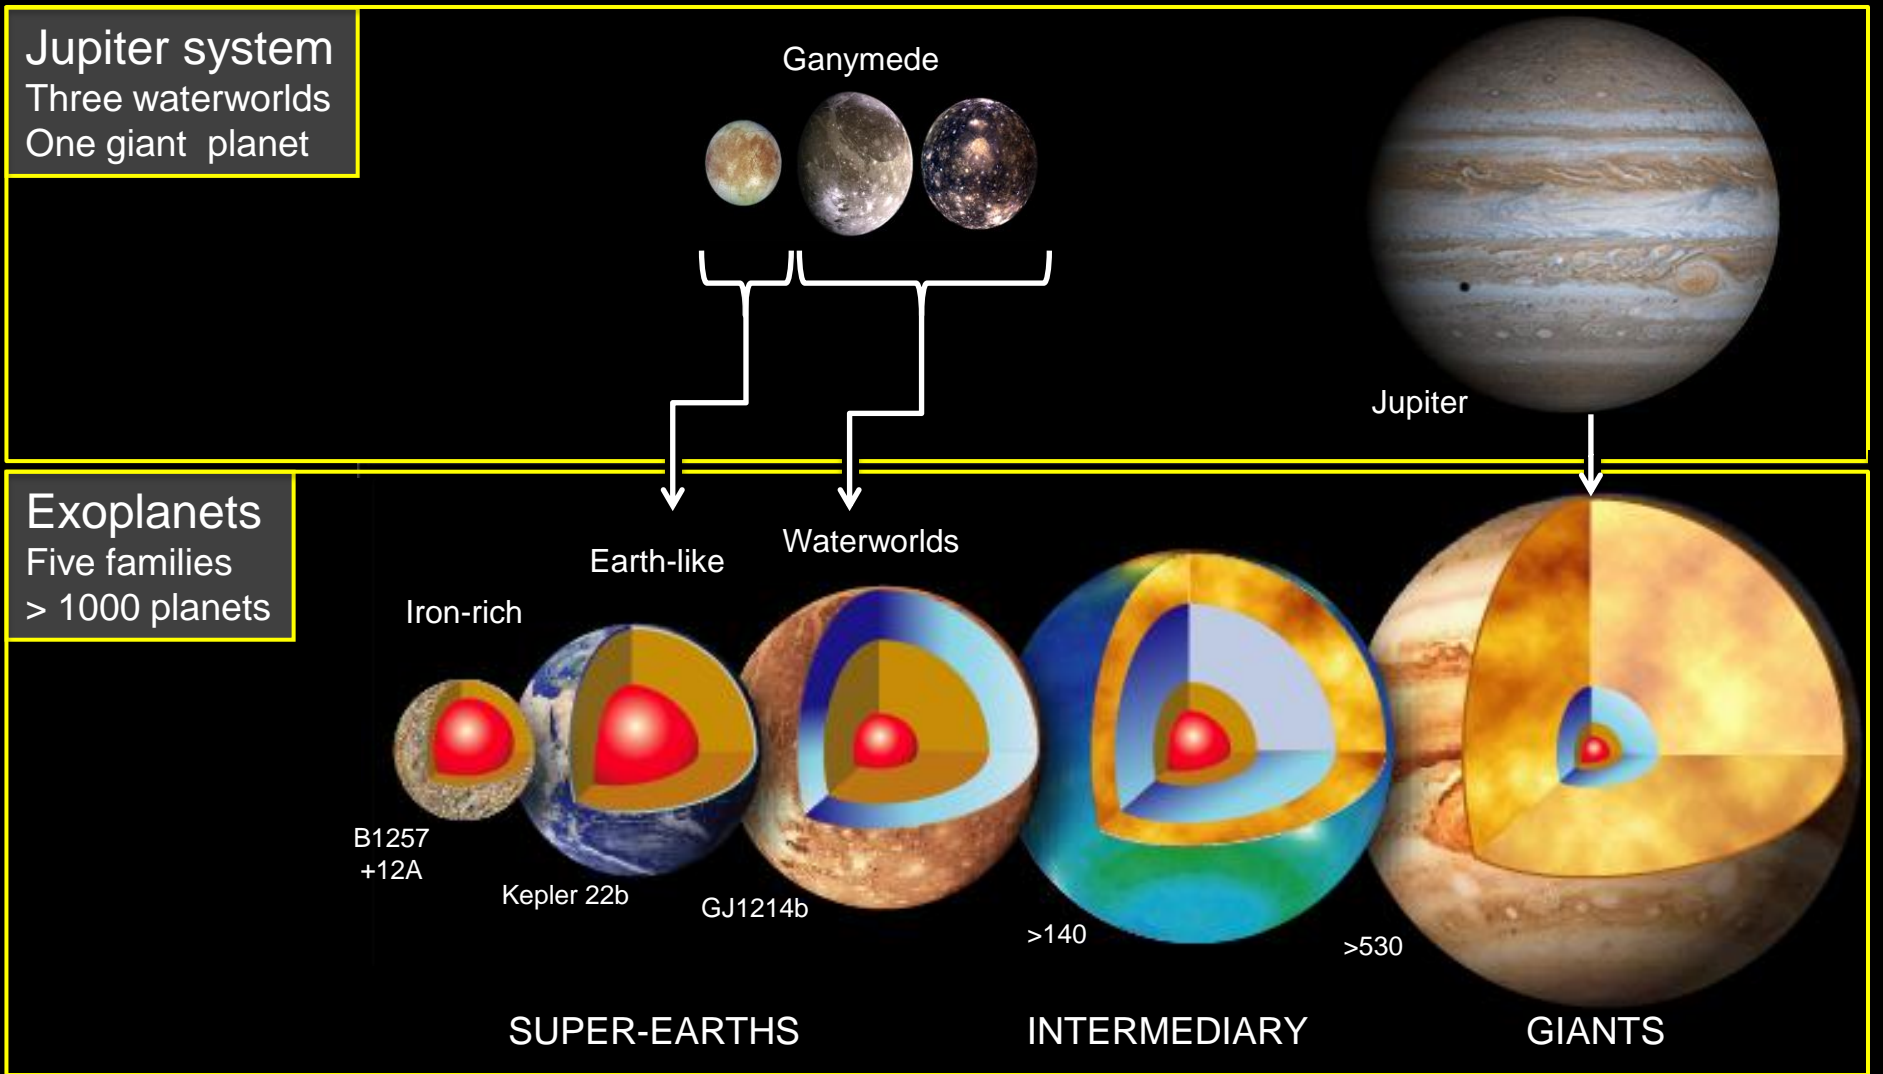 Jupiter system
Three waterworlds
One giant planet
Ganymede
Jupiter
Exoplanets
Five families
> 1000 planets
Iron-rich
Earth-like
Waterworlds
B1257
+12A
Kepler 22b
GJ1214b
>140
>530
SUPER-EARTHS
INTERMEDIARY
GIANTS